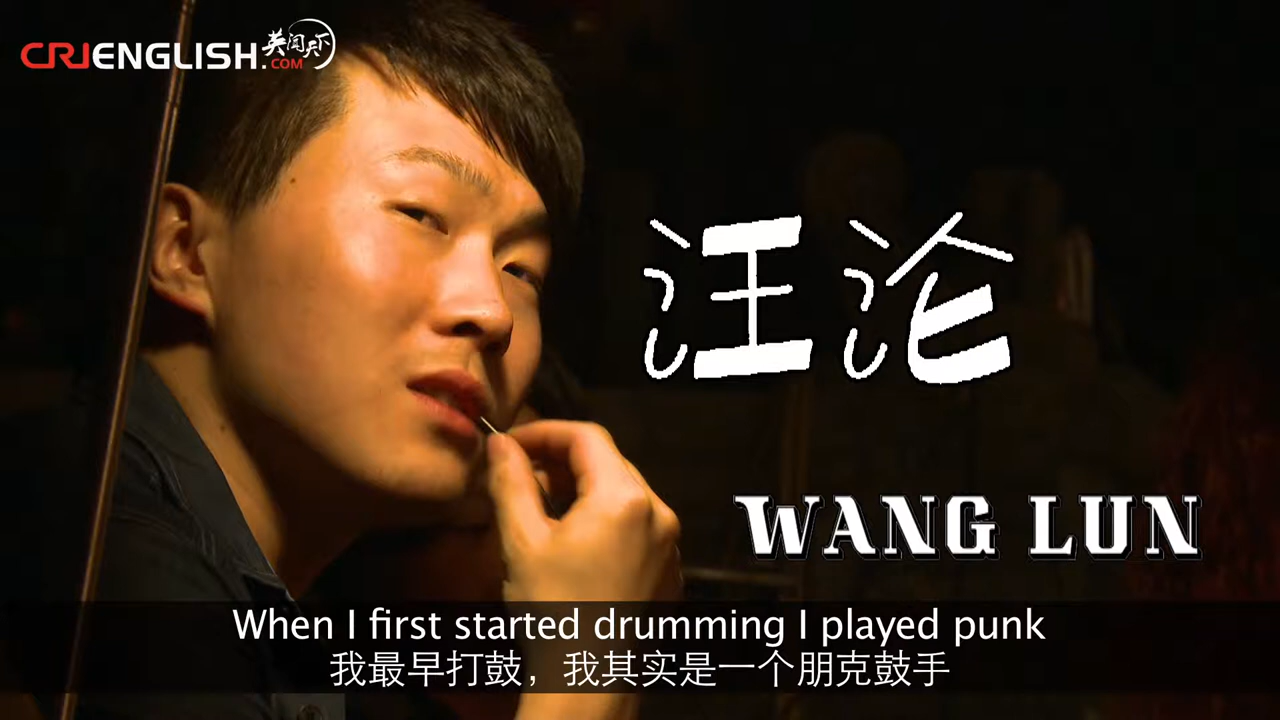 CRIENGLISH.COM 英闻天下
汪沦
WANG LUN
When I first started drumming I played punk
我最早打鼓，我其实是一个朋克鼓手